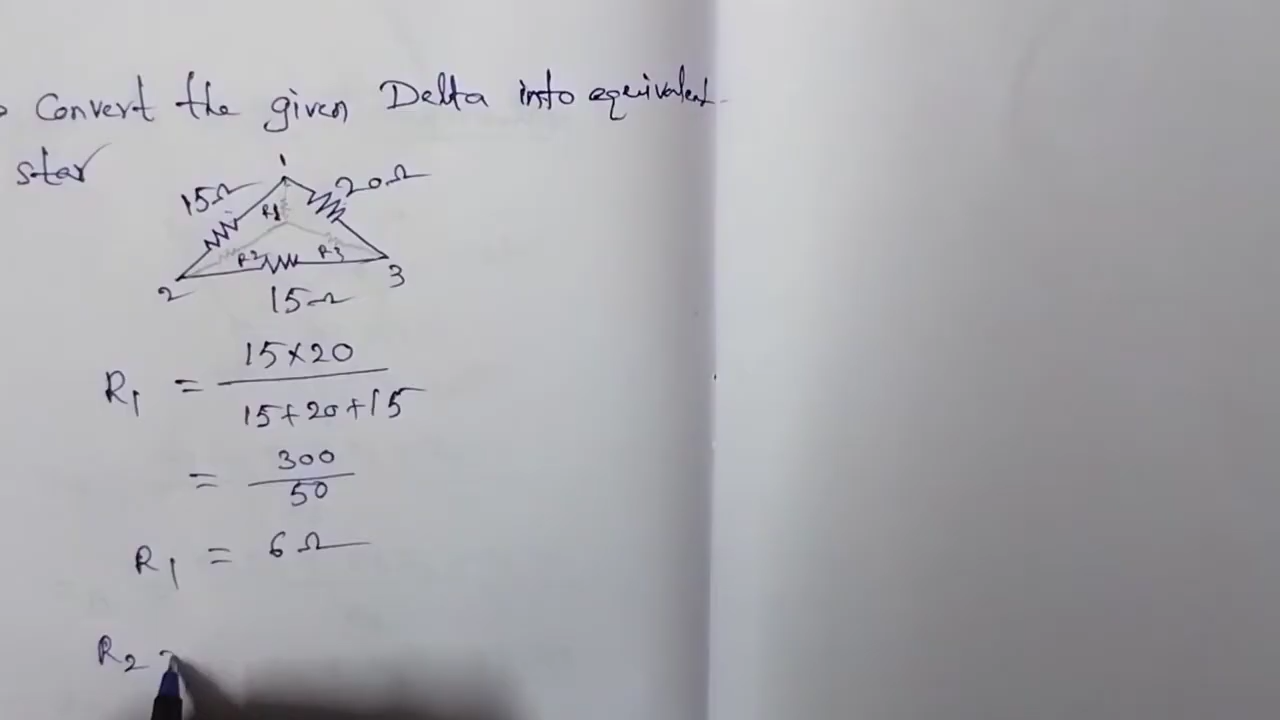 Convert the given Delta into equivalent
star
1
15Ω 20Ω
R1
R2 R3
2 3
15Ω
R1 = 15×20 / 15+20+15
= 300 / 50
R1 = 6Ω
R2